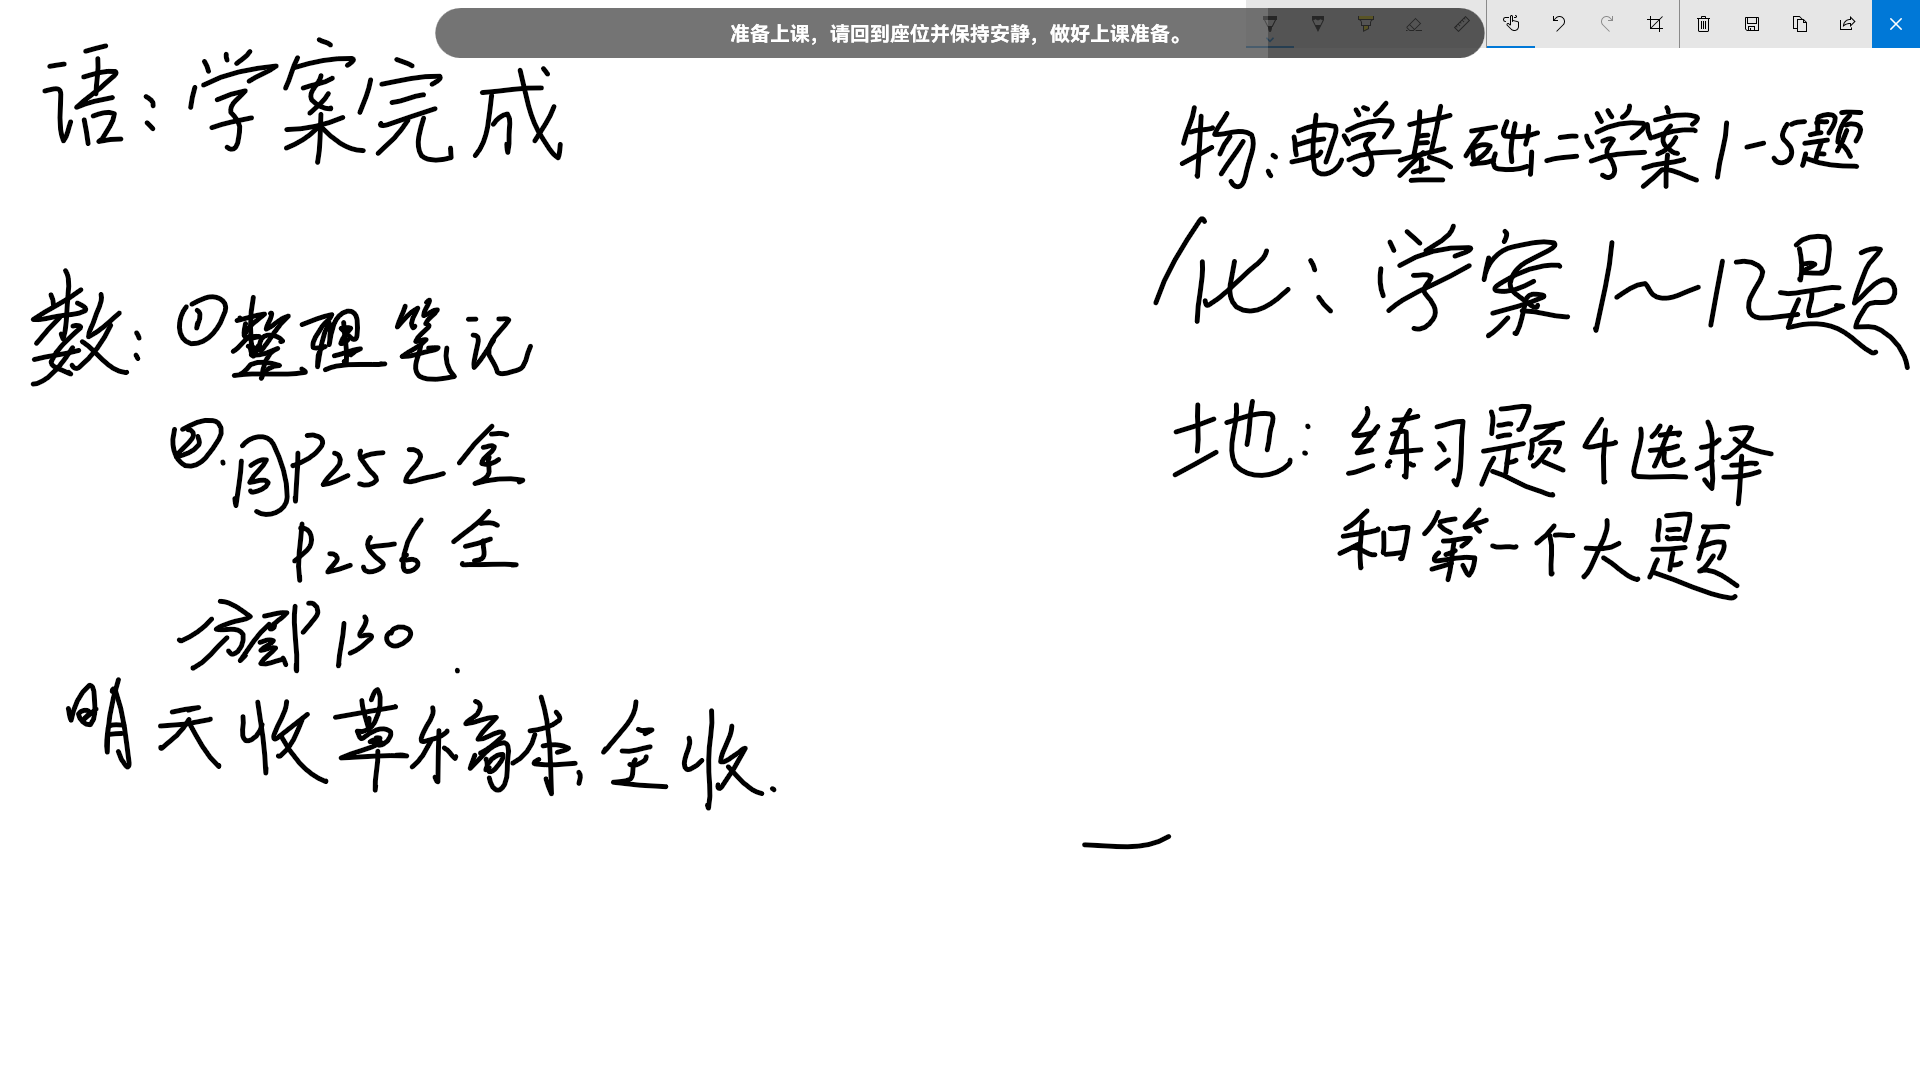 准备上课，请回到座位并保持安静，做好上课准备。
语：学案完成
数：①整理笔记
②同P252全
P256全
分层P130
明天收草稿本，全收.
物：电学基础二学案1-5题
化：学案1~12题
地：练习题4选择
和第一个大题